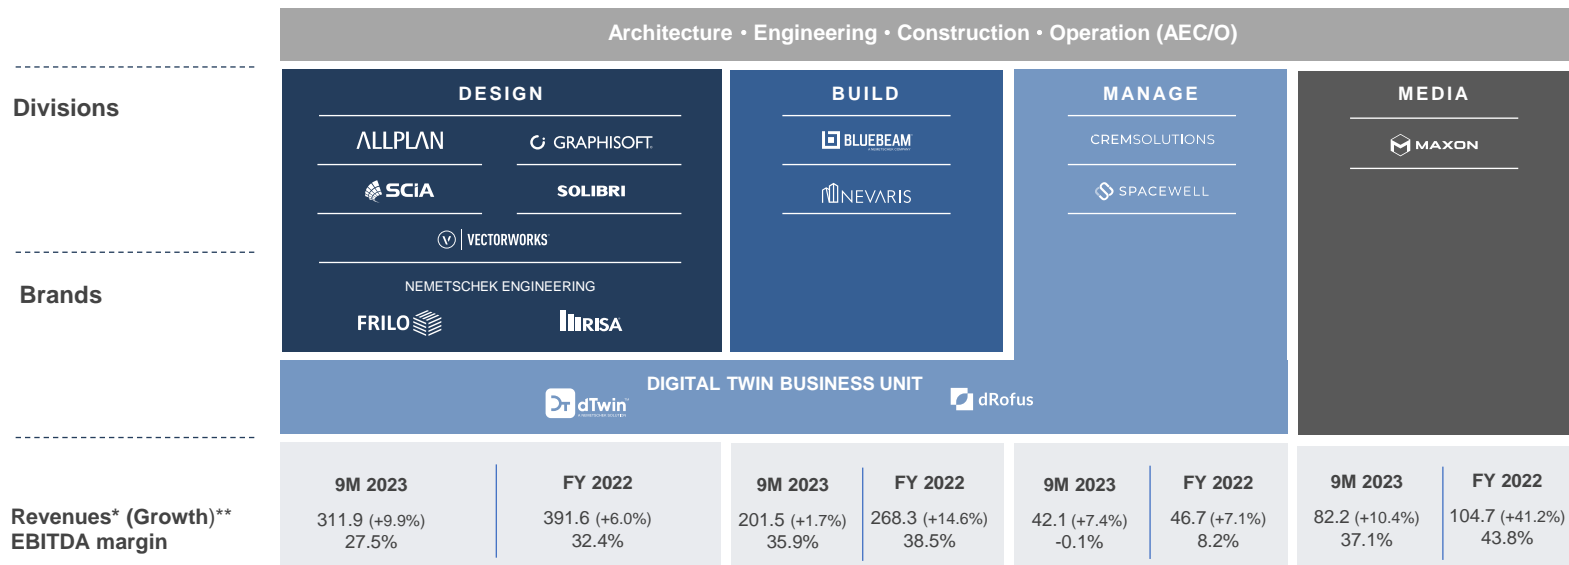 Architecture • Engineering • Construction • Operation (AEC/O)
Divisions
Brands
DESIGN
ALLPLAN
GRAPHISOFT
SCiA
SOLIBRI
VECTORWORKS
NEMETSCHEK ENGINEERING
FRILO
RISA
BUILD
BLUEBEAM
A NEMETSCHEK COMPANY
NEVARIS
MANAGE
CREMSOLUTIONS
SPACEWELL
MEDIA
MAXON
DIGITAL TWIN BUSINESS UNIT
dTwin™
A NEMETSCHEK SOLUTION
dRofus
Revenues* (Growth)**
EBITDA margin
9M 2023
311.9 (+9.9%)
27.5%
FY 2022
391.6 (+6.0%)
32.4%
9M 2023
201.5 (+1.7%)
35.9%
FY 2022
268.3 (+14.6%)
38.5%
9M 2023
42.1 (+7.4%)
-0.1%
FY 2022
46.7 (+7.1%)
8.2%
9M 2023
82.2 (+10.4%)
37.1%
FY 2022
104.7 (+41.2%)
43.8%